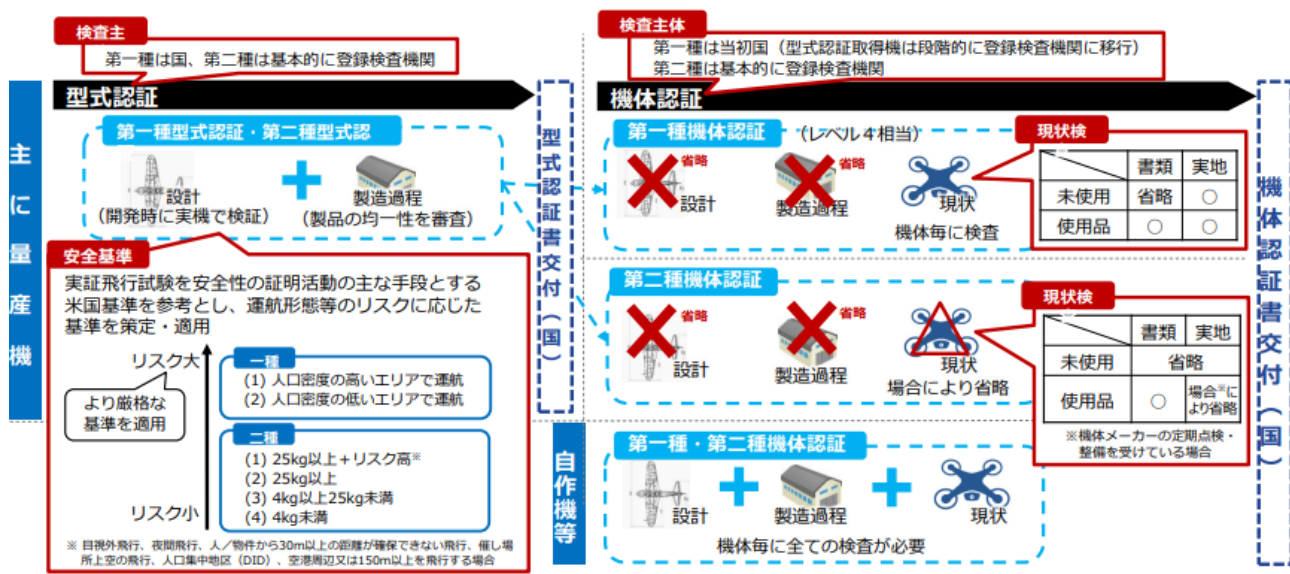 検査主
第一種は国、第二種は基本的に登録検査機関
型式認証
主に量産機
第一種型式認証・第二種型式認
設計
(開発時に実機で検証)
製造過程
(製品の均一性を審査)
型式認証書交付(国)
安全基準
実証飛行試験を安全性の証明活動の主な手段とする
米国基準を参考とし、運航形態等のリスクに応じた
基準を策定・適用
リスク大
より厳格な
基準を適用
リスク小
一種
(1) 人口密度の高いエリアで運航
(2) 人口密度の低いエリアで運航
二種
(1) 25kg以上+リスク高※
(2) 25kg以上
(3) 4kg以上25kg未満
(4) 4kg未満
※ 目視外飛行、夜間飛行、人/物件から30m以上の距離が確保できない飛行、催し場
所上空の飛行、人口集中地区(DID)、空港周辺又は150m以上を飛行する場合
検査主体
第一種は当初国(型式認証取得機は段階的に登録検査機関に移行)
第二種は基本的に登録検査機関
機体認証
第一種機体認証 (レベル4相当)
省略
設計
省略
製造過程
現状
機体毎に検査
現状検
書類 実地
未使用 省略 ○
使用品 ○ ○
第二種機体認証
省略
設計
省略
製造過程
現状
場合により省略
現状検
書類 実地
未使用 省略
使用品 ○ 場合※に
より省略
※機体メーカーの定期点検・
整備を受けている場合
自作機等
第一種・第二種機体認証
設計
製造過程
現状
機体毎に全ての検査が必要
機体認証書交付(国)